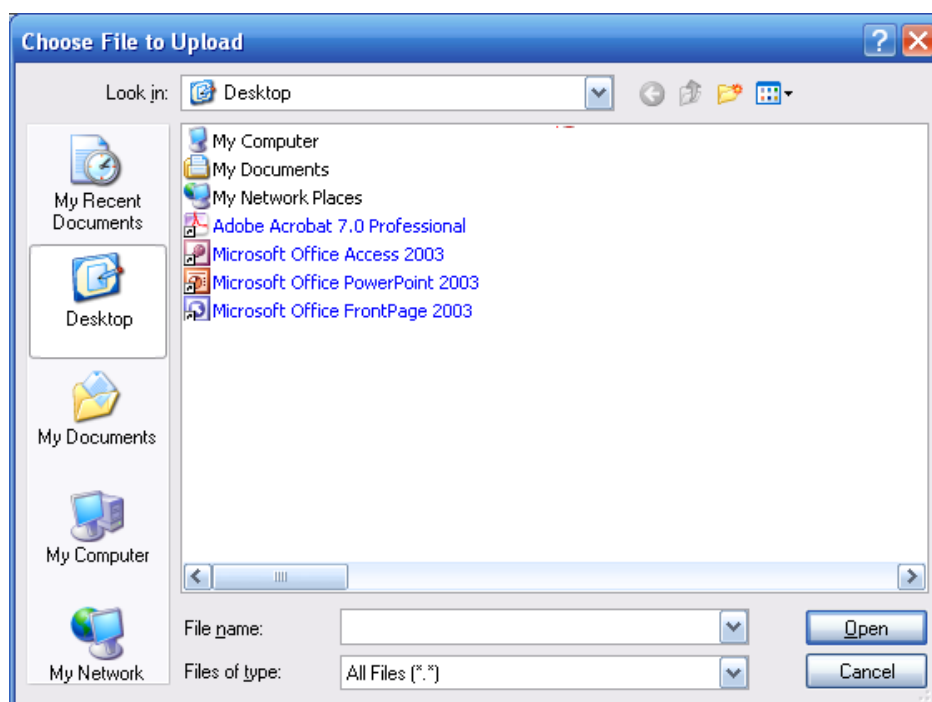 Choose File to Upload
Look in:
Desktop
My Recent
Documents
Desktop
My Documents
My Computer
My Network
My Computer
My Documents
My Network Places
Adobe Acrobat 7.0 Professional
Microsoft Office Access 2003
Microsoft Office PowerPoint 2003
Microsoft Office FrontPage 2003
File name:
Open
Files of type:
All Files (*.*)
Cancel